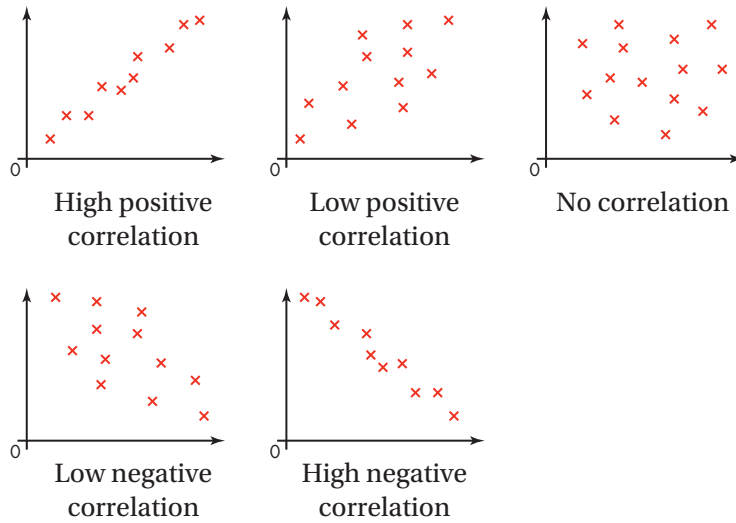 0
0
0
High positive
correlation
Low positive
correlation
No correlation
0
0
Low negative
correlation
High negative
correlation